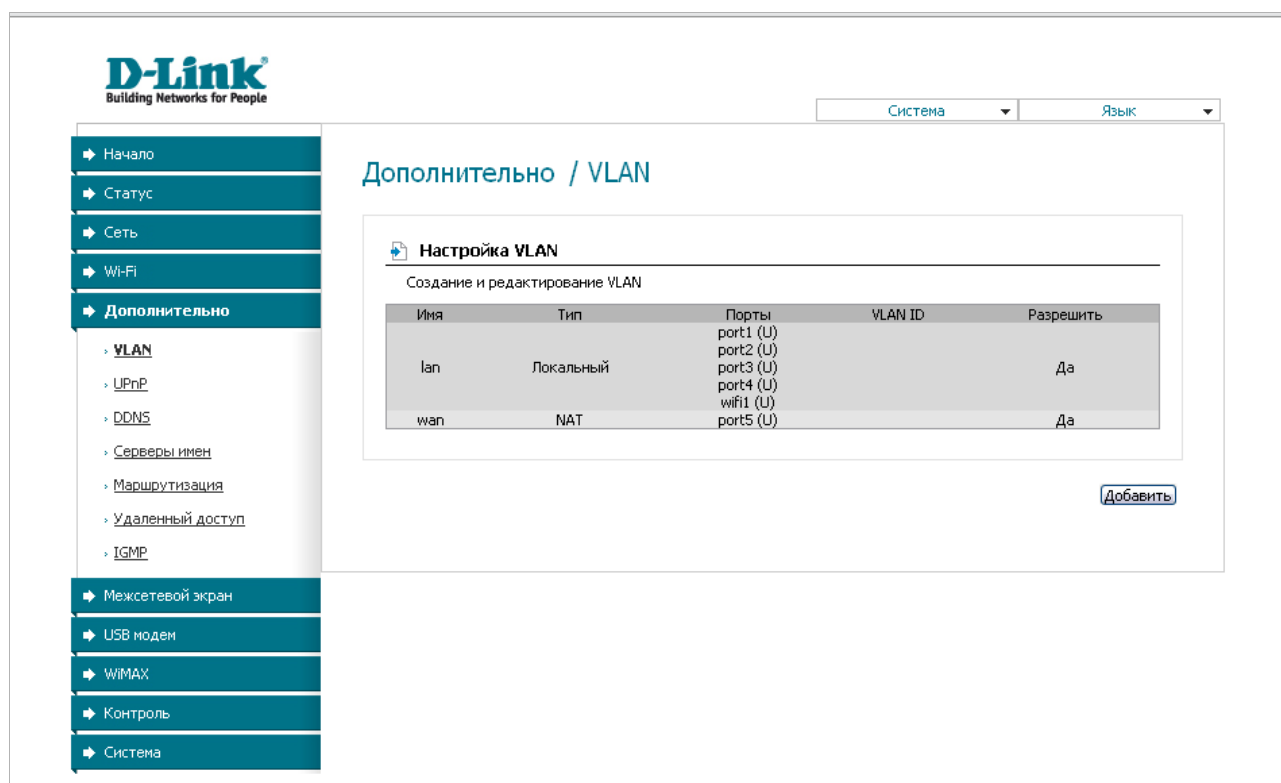 D-Link®
Building Networks for People
Система Язык
Начало
Статус
Сеть
Wi-Fi
Дополнительно
VLAN
UPnP
DDNS
Серверы имен
Маршрутизация
Удаленный доступ
IGMP
Межсетевой экран
USB модем
WiMAX
Контроль
Система
Дополнительно / VLAN
Настройка VLAN
Создание и редактирование VLAN
Имя Тип Порты VLAN ID Разрешить
port1 (U)
port2 (U)
lan Локальный port3 (U) Да
port4 (U)
wifi1 (U)
wan NAT port5 (U) Да
Добавить